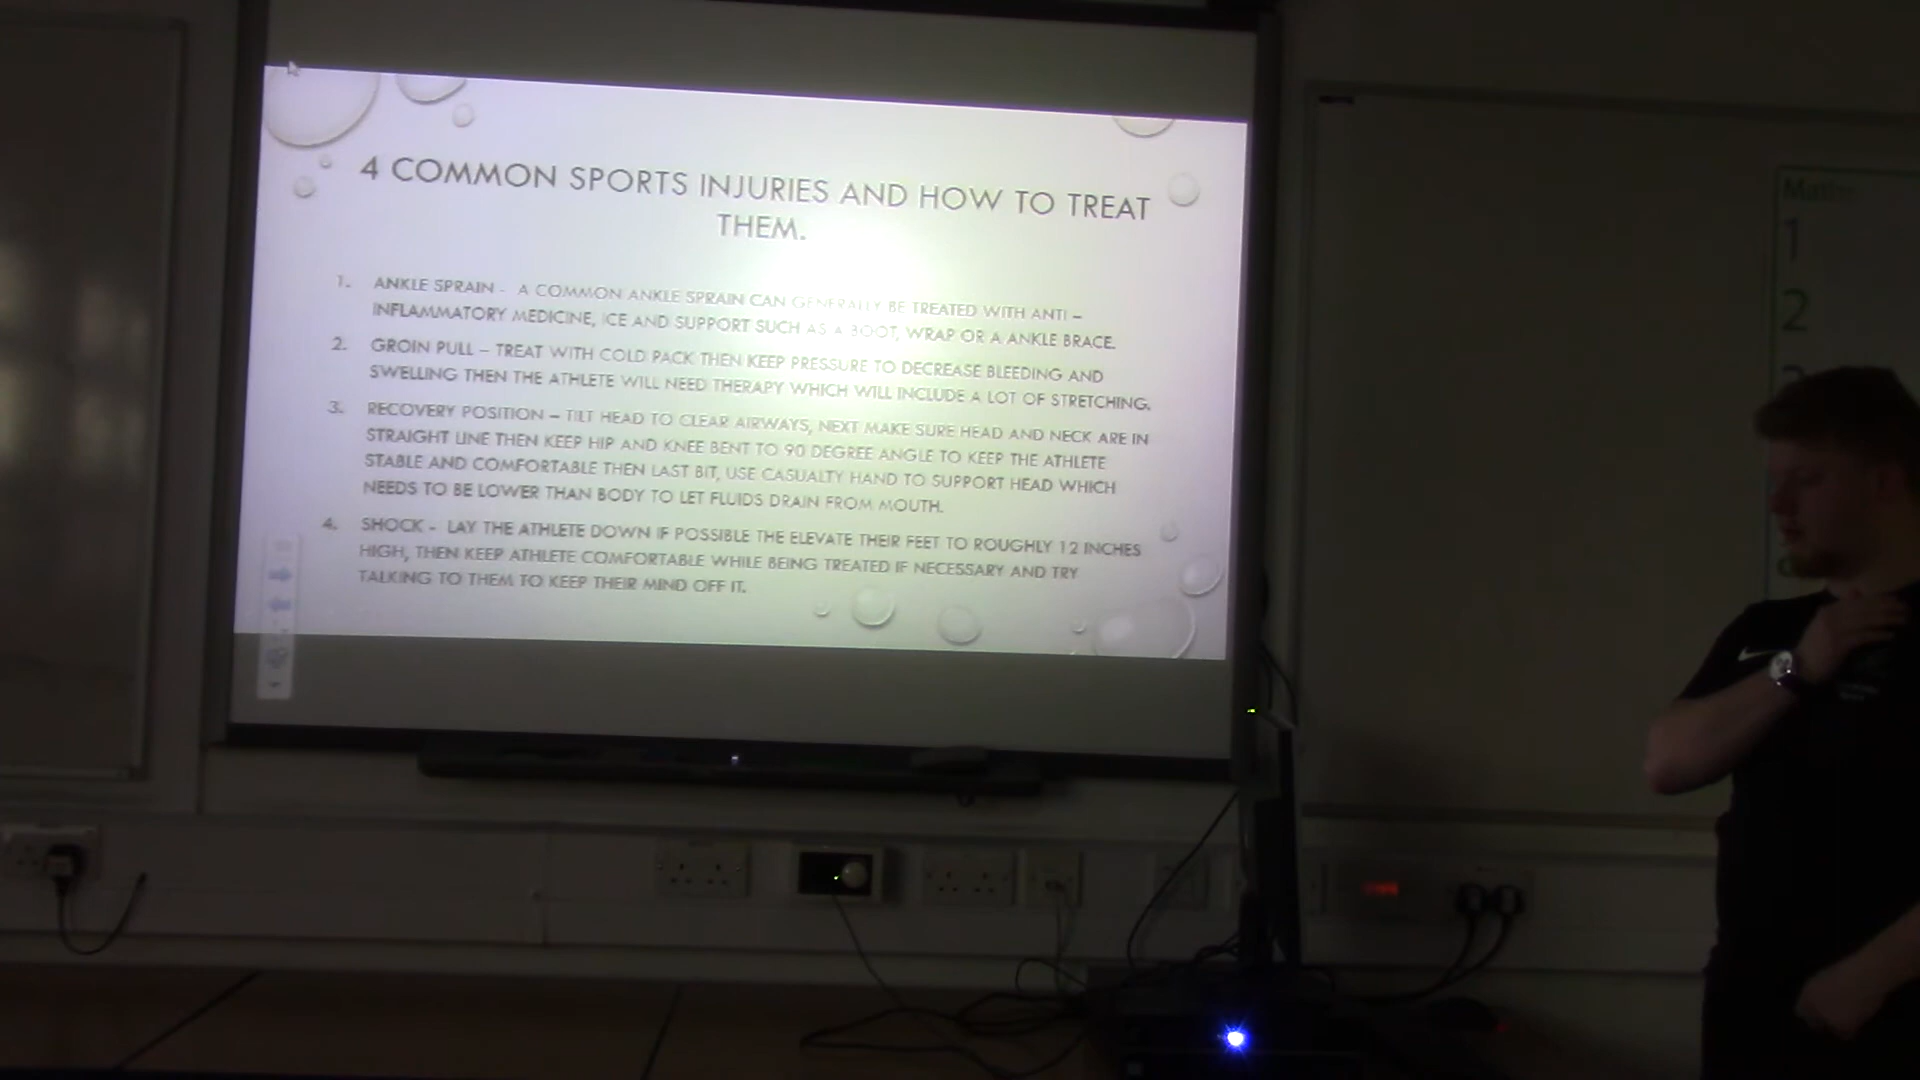 4 COMMON SPORTS INJURIES AND HOW TO TREAT
THEM.
1. ANKLE SPRAIN - A COMMON ANKLE SPRAIN CAN GENERALLY BE TREATED WITH ANTI –
INFLAMMATORY MEDICINE, ICE AND SUPPORT SUCH AS A BOOT, WRAP OR A ANKLE BRACE.
2. GROIN PULL – TREAT WITH COLD PACK THEN KEEP PRESSURE TO DECREASE BLEEDING AND
SWELLING THEN THE ATHLETE WILL NEED THERAPY WHICH WILL INCLUDE A LOT OF STRETCHING.
3. RECOVERY POSITION – TILT HEAD TO CLEAR AIRWAYS, NEXT MAKE SURE HEAD AND NECK ARE IN
STRAIGHT LINE THEN KEEP HIP AND KNEE BENT TO 90 DEGREE ANGLE TO KEEP THE ATHLETE
STABLE AND COMFORTABLE THEN LAST BIT, USE CASUALTY HAND TO SUPPORT HEAD WHICH
NEEDS TO BE LOWER THAN BODY TO LET FLUIDS DRAIN FROM MOUTH.
4. SHOCK - LAY THE ATHLETE DOWN IF POSSIBLE THE ELEVATE THEIR FEET TO ROUGHLY 12 INCHES
HIGH, THEN KEEP ATHLETE COMFORTABLE WHILE BEING TREATED IF NECESSARY AND TRY
TALKING TO THEM TO KEEP THEIR MIND OFF IT.
Maths
1
2